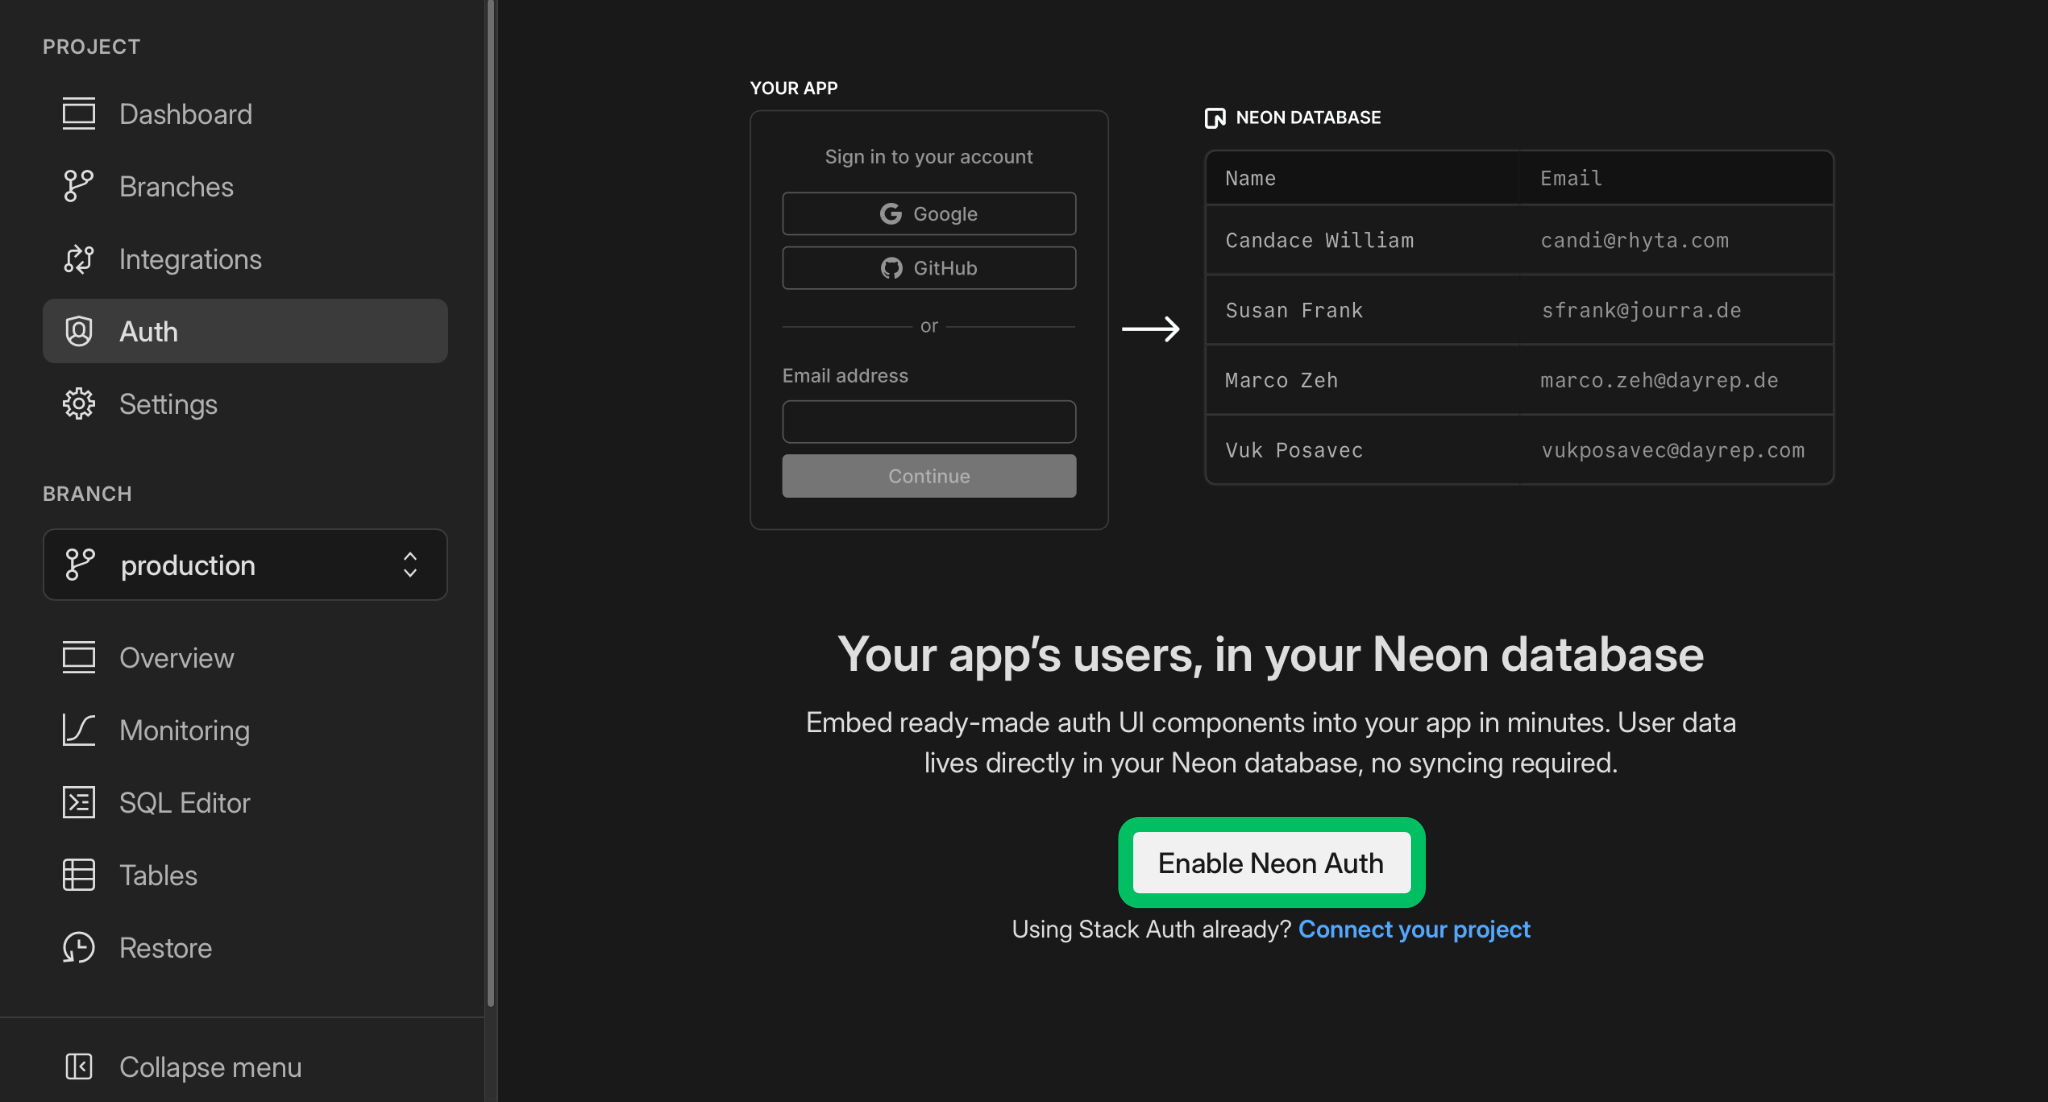 PROJECT
Dashboard
Branches
Integrations
Auth
Settings
BRANCH
production
Overview
Monitoring
SQL Editor
Tables
Restore
Collapse menu
YOUR APP
Sign in to your account
Google
GitHub
or
Email address
Continue
NEON DATABASE
Name Email
Candace William candi@rhyta.com
Susan Frank sfrank@jourra.de
Marco Zeh marco.zeh@dayrep.de
Vuk Posavec vukposavec@dayrep.com
Your app’s users, in your Neon database
Embed ready-made auth UI components into your app in minutes. User data
lives directly in your Neon database, no syncing required.
Enable Neon Auth
Using Stack Auth already? Connect your project